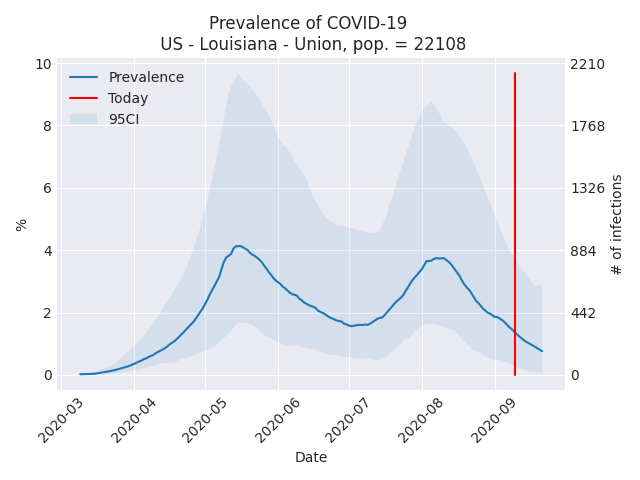 Prevalence of COVID-19
US - Louisiana - Union, pop. = 22108
Prevalence
Today
95CI
%
10
8
6
4
2
0
2210
1768
1326
884
442
0
# of infections
2020-03
2020-04
2020-05
2020-06
2020-07
2020-08
2020-09
Date